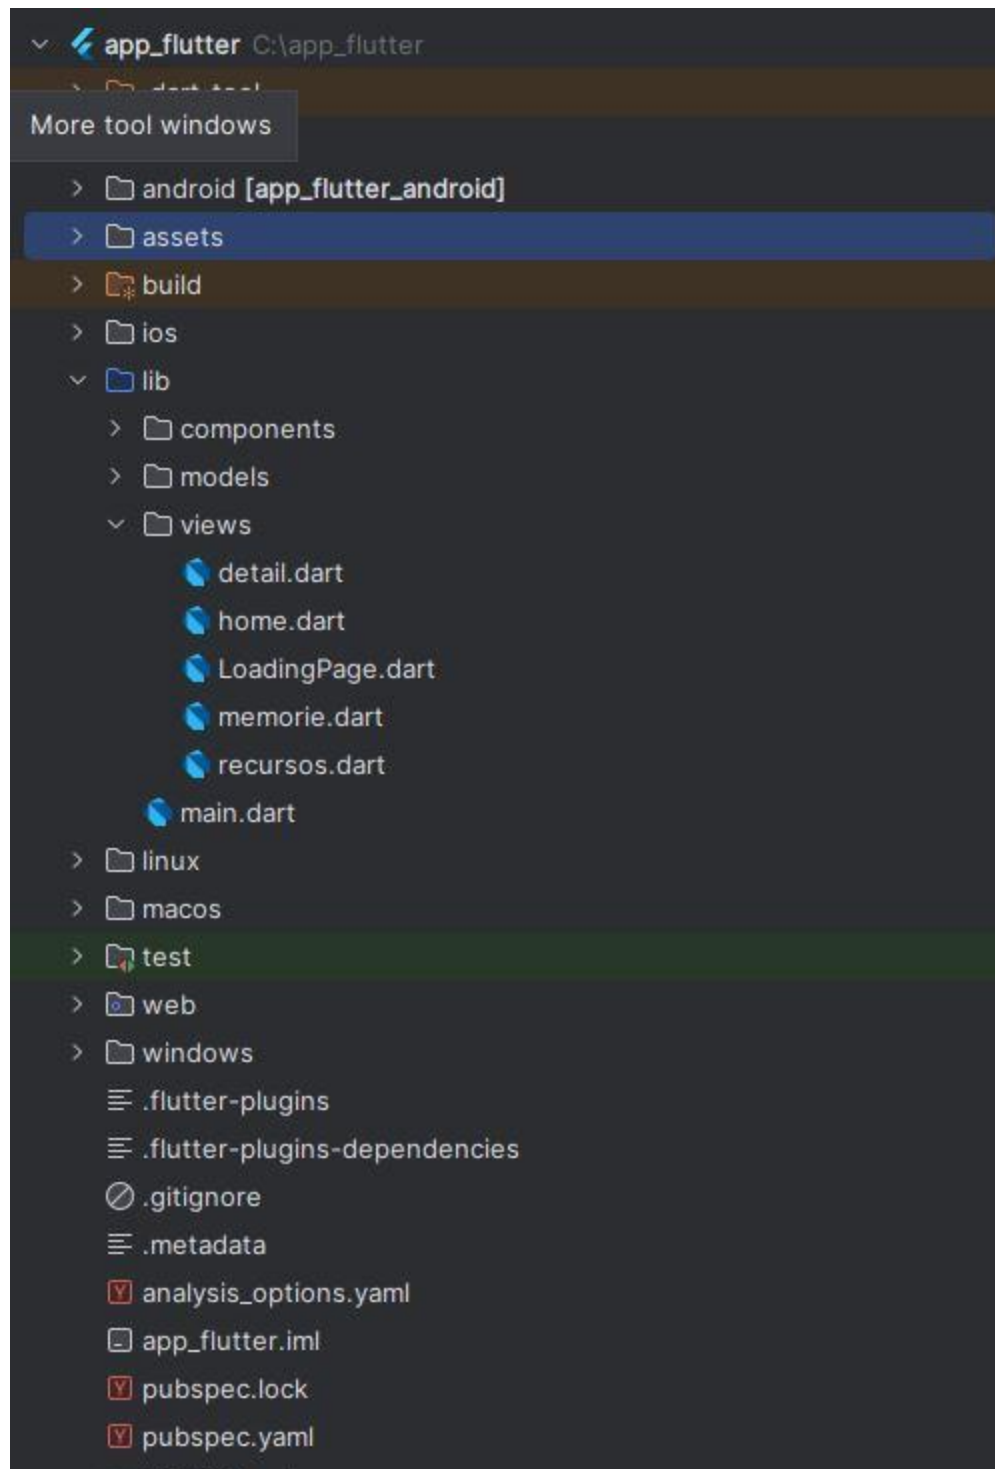 app_flutter C:\app_flutter
More tool windows
android [app_flutter_android]
assets
build
ios
lib
components
models
views
detail.dart
home.dart
LoadingPage.dart
memorie.dart
recursos.dart
main.dart
linux
macos
test
web
windows
.flutter-plugins
.flutter-plugins-dependencies
.gitignore
.metadata
analysis_options.yaml
app_flutter.iml
pubspec.lock
pubspec.yaml